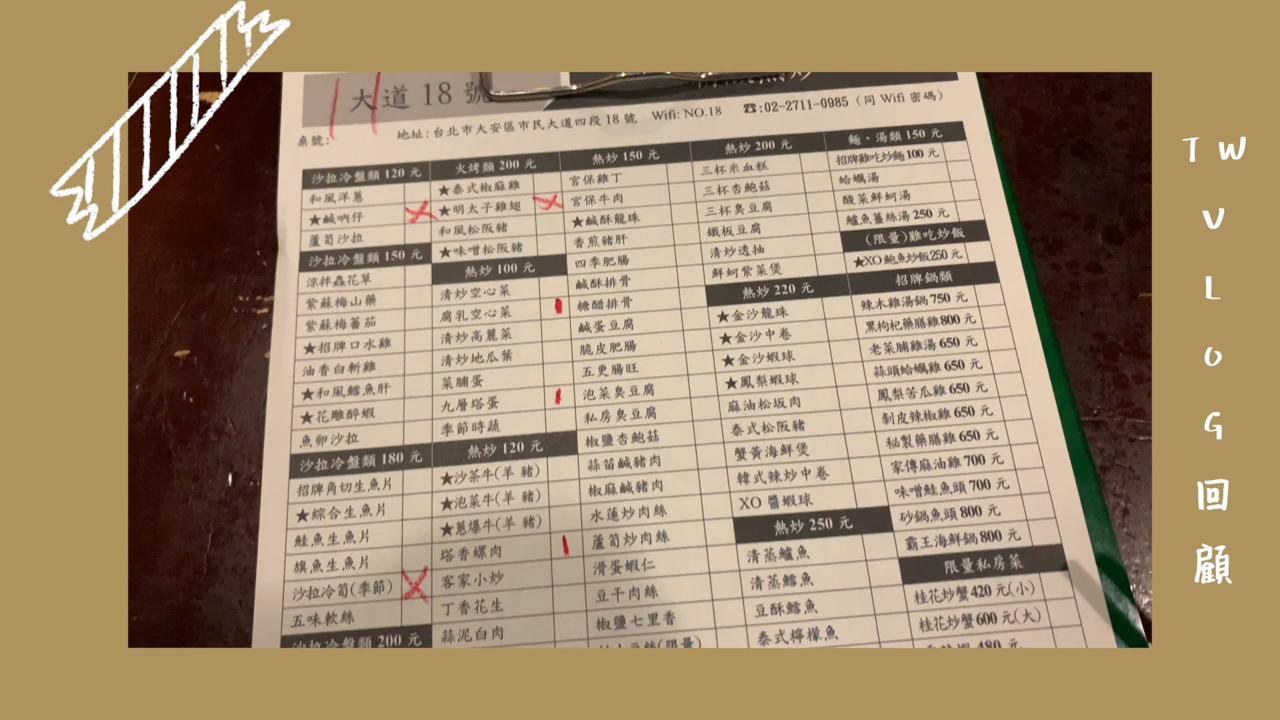 大道 18 號
桌號:
地址:台北市大安區市民大道四段 18 號 Wifi: NO.18 ☎:02-2711-0985 (同 Wifi 密碼)
沙拉冷盤類 120 元
和風洋蔥
★鹹吶仔
蘆筍沙拉
沙拉冷盤類 150 元
涼拌蟲花草
紫蘇梅山藥
紫蘇梅蕃茄
★招牌口水雞
油香白斬雞
★和風鱈魚肝
★花雕醉蝦
魚卵沙拉
沙拉冷盤類 180 元
招牌角切生魚片
★綜合生魚片
鮭魚生魚片
旗魚生魚片
沙拉冷筍(季節)
五味軟絲
沙拉冷盤類 200 元
火烤類 200 元
★泰式椒麻雞
★明太子雞翅
和風松阪豬
★味噌松阪豬
熱炒 100 元
清炒空心菜
腐乳空心菜
清炒高麗菜
清炒地瓜葉
菜脯蛋
九層塔蛋
季節時蔬
熱炒 120 元
★沙茶牛(羊 豬)
★泡菜牛(羊 豬)
★蔥爆牛(羊 豬)
塔香螺肉
客家小炒
丁香花生
蒜泥白肉
熱炒 150 元
宮保雞丁
宮保牛肉
★鹹酥龍珠
香煎豬肝
四季肥腸
鹹酥排骨
糖醋排骨
鹹蛋豆腐
脆皮肥腸
五更腸旺
泡菜臭豆腐
私房臭豆腐
椒鹽杏鮑菇
蒜苗鹹豬肉
椒麻鹹豬肉
水蓮炒肉絲
蘆筍炒肉絲
滑蛋蝦仁
豆干肉絲
椒鹽七里香
熱炒 200 元
三杯米血糕
三杯杏鮑菇
三杯臭豆腐
鐵板豆腐
清炒透抽
鮮蚵紫菜煲
熱炒 220 元
★金沙龍珠
★金沙中卷
★金沙蝦球
★鳳梨蝦球
麻油松坂肉
泰式松阪豬
蟹黃海鮮煲
韓式辣炒中卷
XO 醬蝦球
熱炒 250 元
清蒸鱸魚
清蒸鱈魚
豆酥鱈魚
泰式檸檬魚
麵、湯類 150 元
招牌雞吃炒麵 100 元
蛤蠣湯
酸菜鮮蚵湯
鱸魚薑絲湯 250 元
(限量)雞吃炒飯
★XO 鮑魚炒飯250 元
招牌鍋類
辣木雞湯鍋 750 元
黑枸杞藥膳雞800 元
老菜脯雞湯 650 元
蒜頭蛤蠣雞 650 元
鳳梨苦瓜雞 650 元
剝皮辣椒雞 650 元
秘製藥膳雞 650 元
家傳麻油雞 700 元
味噌鮭魚頭 700 元
砂鍋魚頭 800 元
霸王海鮮鍋 800 元
限量私房菜
桂花炒蟹 420 元(小)
桂花炒蟹 600 元(大)
TW
VLOG回顧